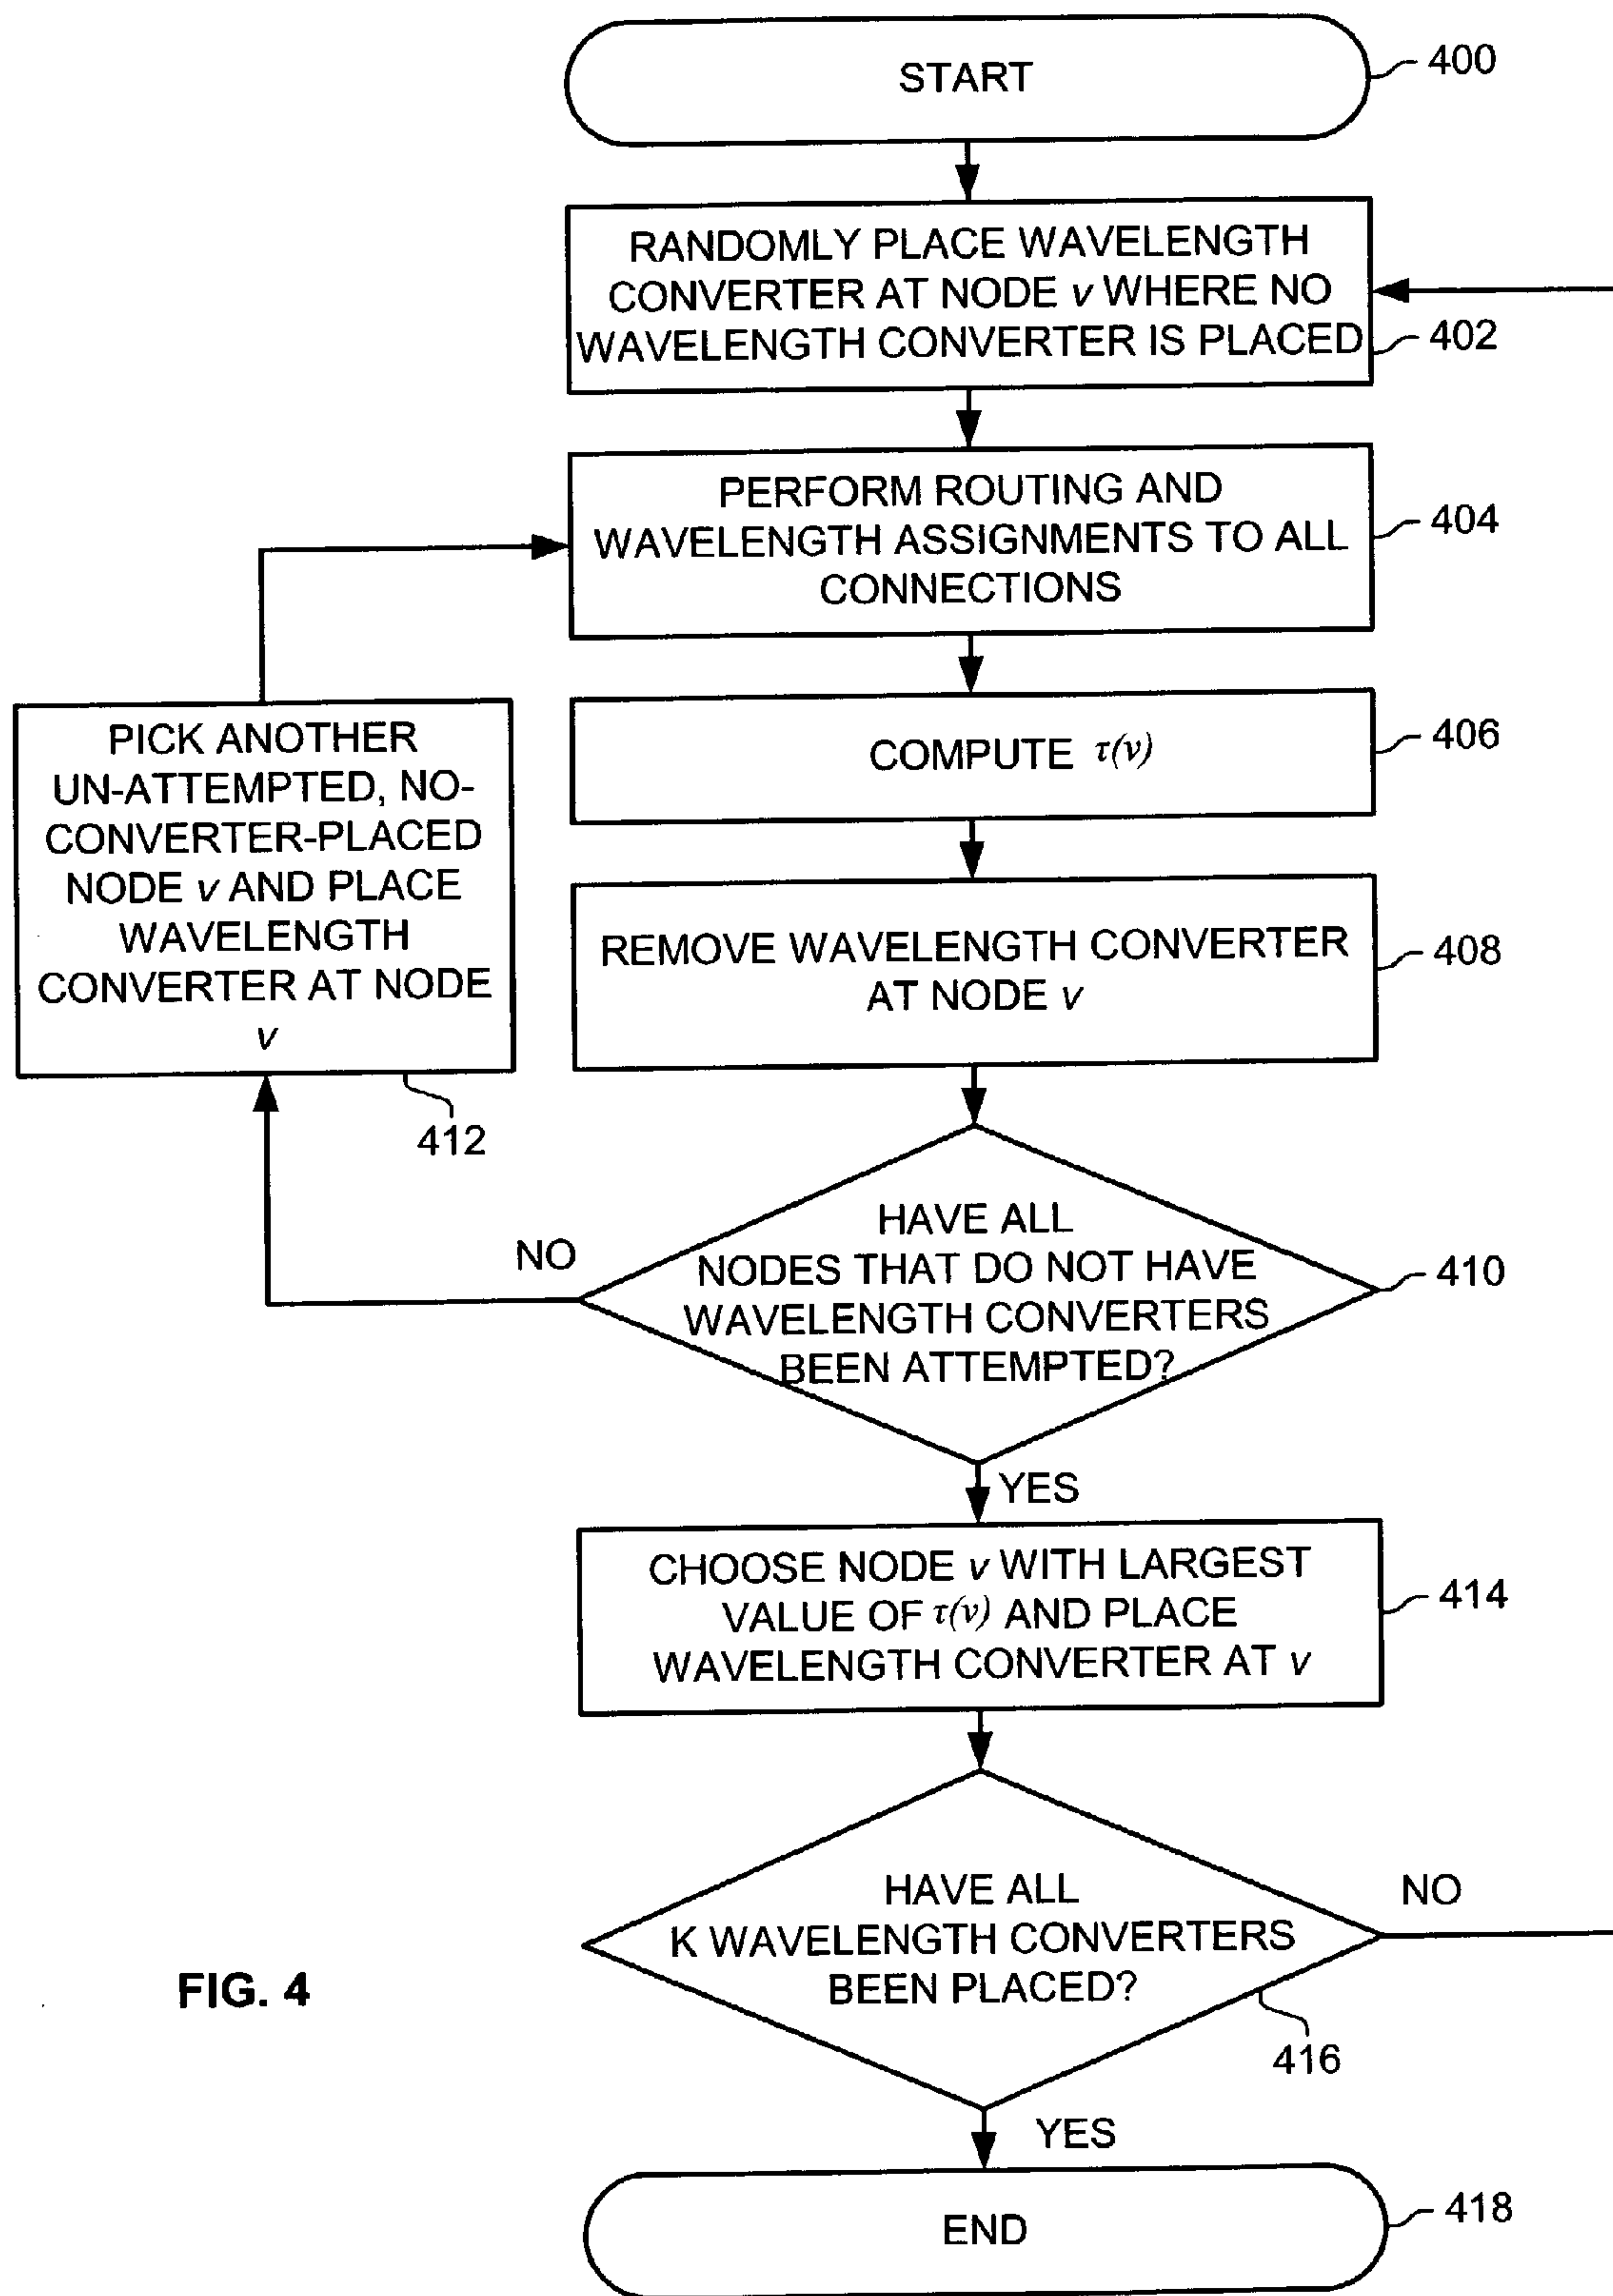 START
400
RANDOMLY PLACE WAVELENGTH
CONVERTER AT NODE v WHERE NO
WAVELENGTH CONVERTER IS PLACED
402
PERFORM ROUTING AND
WAVELENGTH ASSIGNMENTS TO ALL
CONNECTIONS
404
COMPUTE τ(v)
406
PICK ANOTHER
UN-ATTEMPTED, NO-
CONVERTER-PLACED
NODE v AND PLACE
WAVELENGTH
CONVERTER AT NODE
v
412
REMOVE WAVELENGTH CONVERTER
AT NODE v
408
NO
HAVE ALL
NODES THAT DO NOT HAVE
WAVELENGTH CONVERTERS
BEEN ATTEMPTED?
410
YES
CHOOSE NODE v WITH LARGEST
VALUE OF τ(v) AND PLACE
WAVELENGTH CONVERTER AT v
414
HAVE ALL
K WAVELENGTH CONVERTERS
BEEN PLACED?
NO
416
FIG. 4
YES
END
418